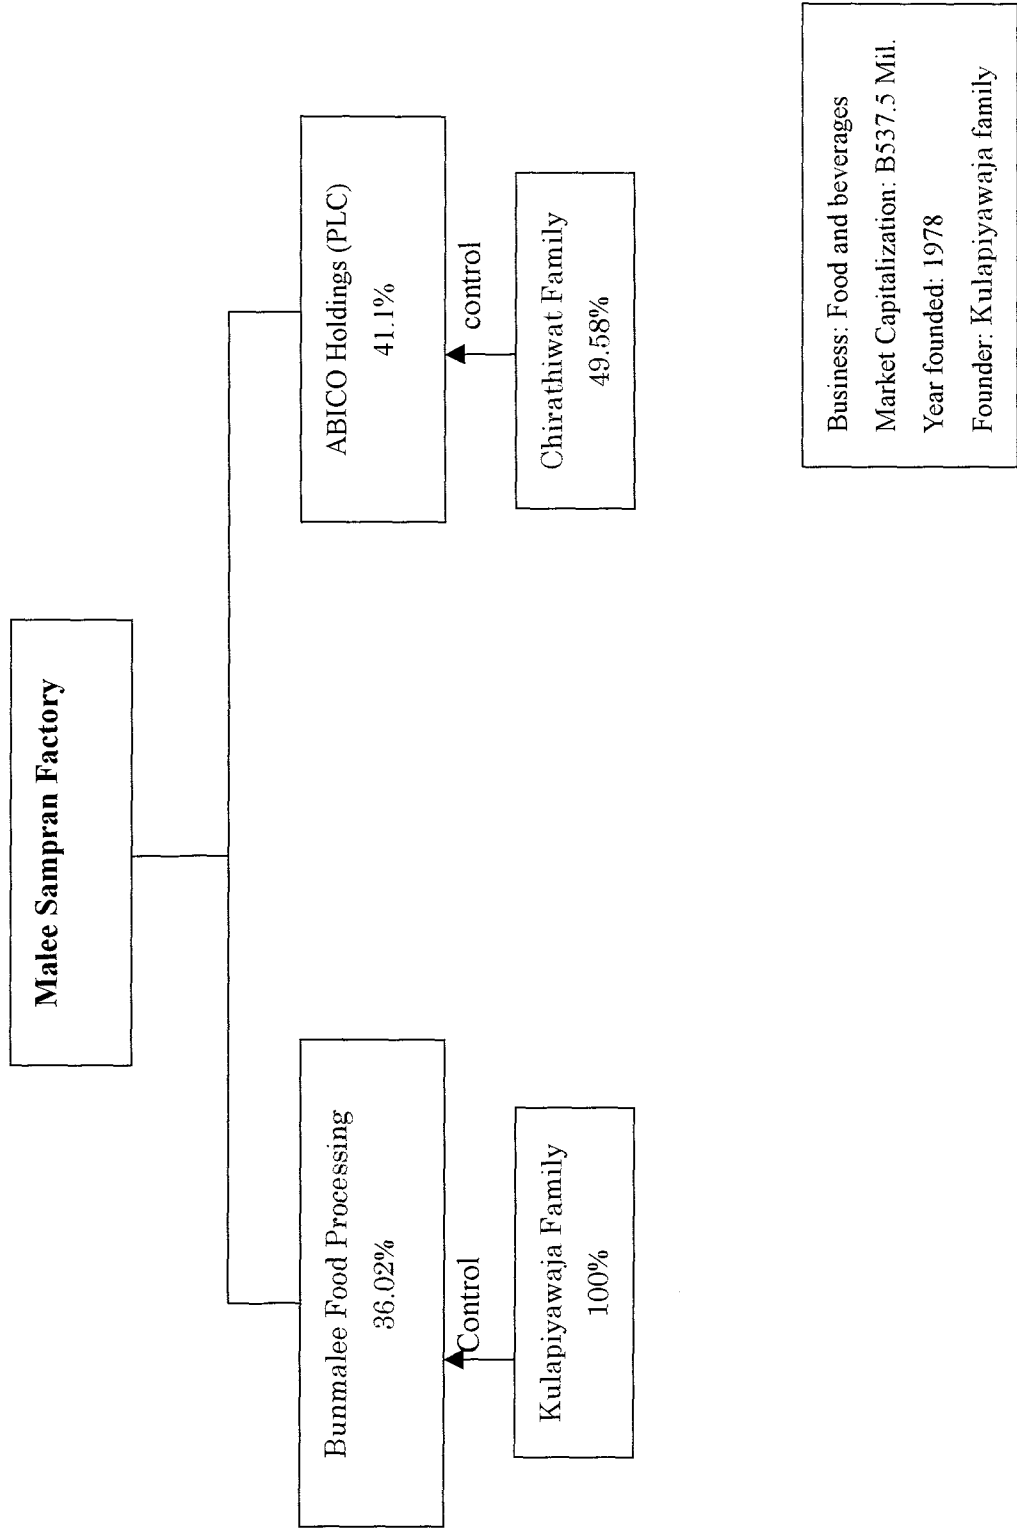 Malee Sampran Factory
Bunmalee Food Processing
36.02%
Control
Kulapiyawaja Family
100%
ABICO Holdings (PLC)
41.1%
control
Chirathiwat Family
49.58%
Business: Food and beverages
Market Capitalization: B537.5 Mil.
Year founded: 1978
Founder: Kulapiyawaja family